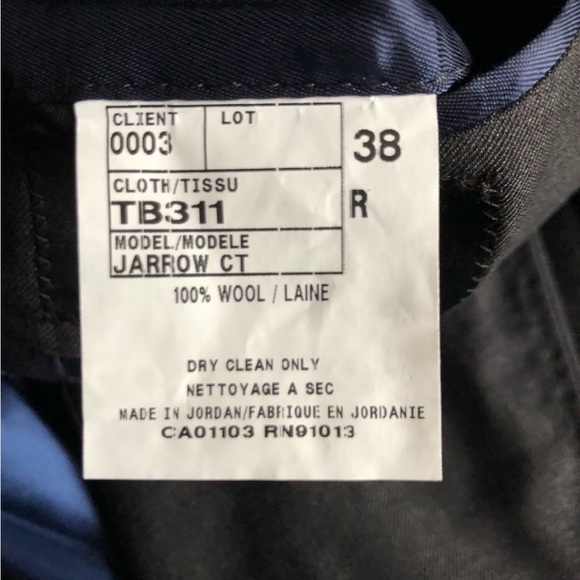 CLIENT LOT
0003 38
CLOTH/TISSU
TB311 R
MODEL/MODELE
JARROW CT
100% WOOL / LAINE
DRY CLEAN ONLY
NETTOYAGE A SEC
MADE IN JORDAN/FABRIQUE EN JORDANIE
CA01103 RN91013